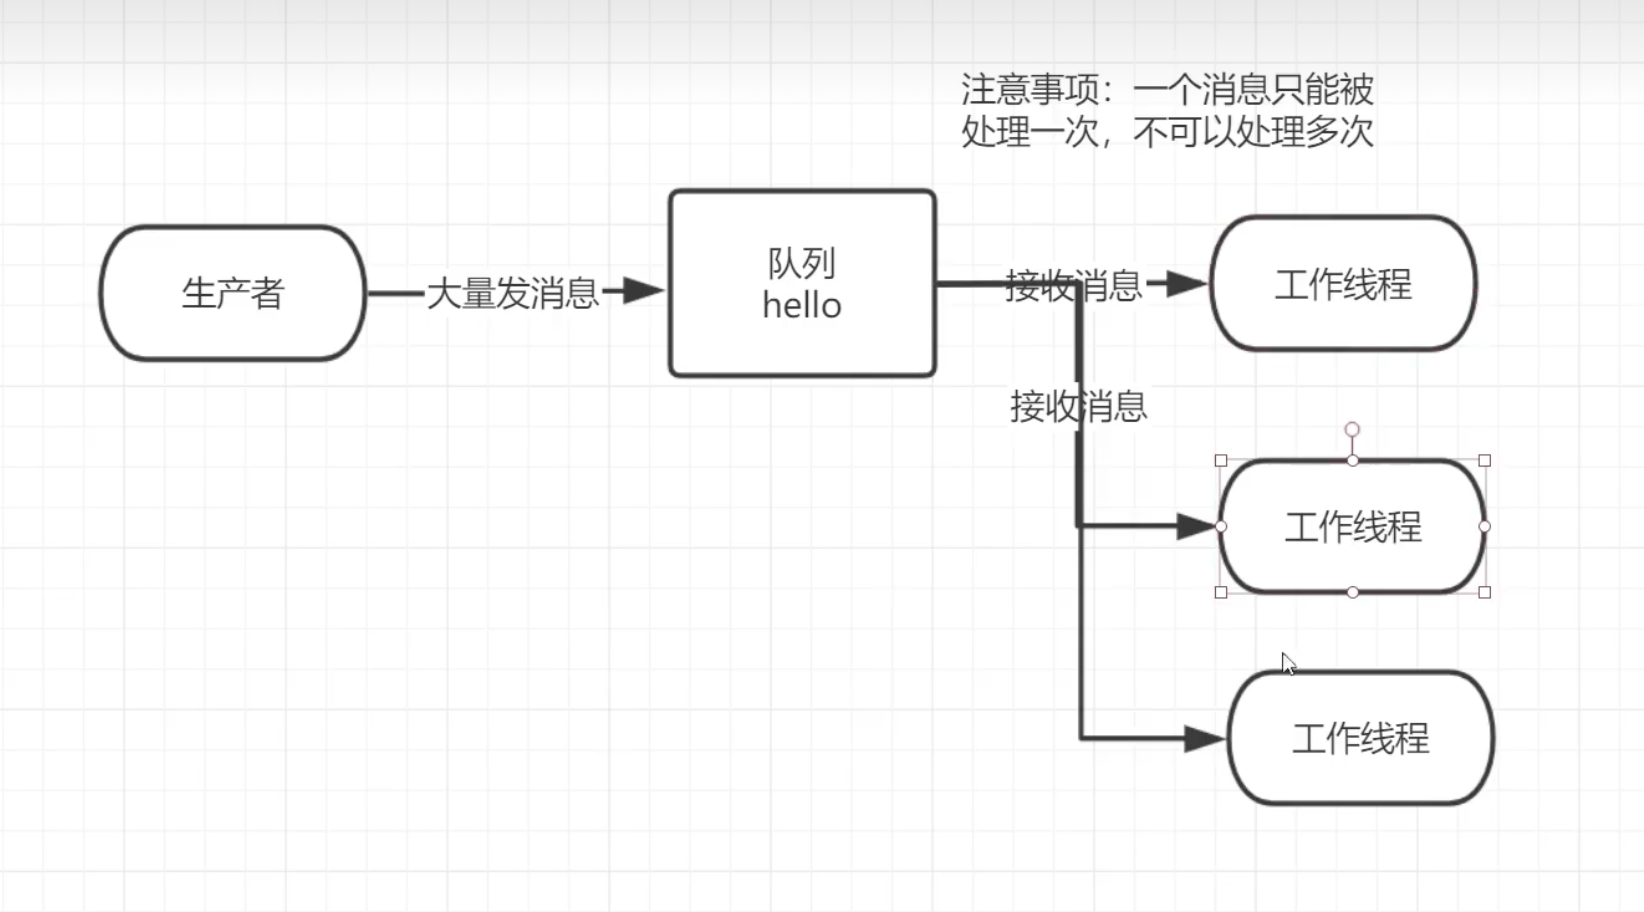 注意事项：一个消息只能被
处理一次，不可以处理多次
生产者
大量发消息
队列
hello
接收消息
工作线程
接收消息
工作线程
工作线程